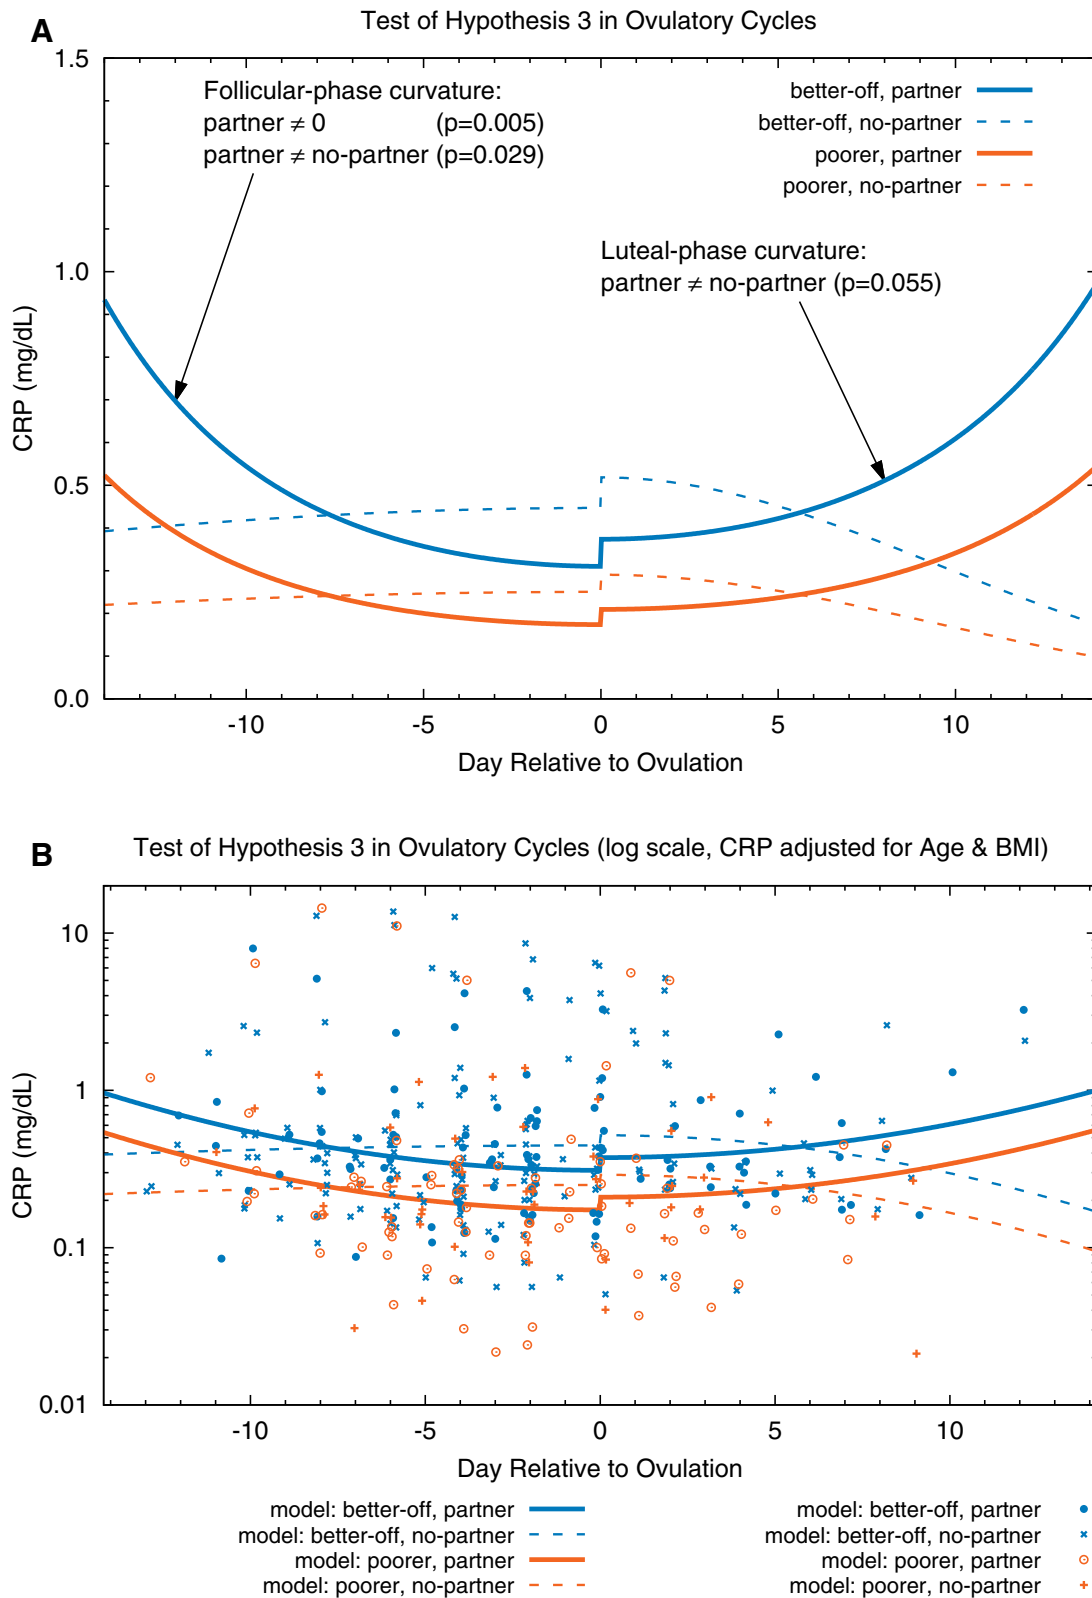 A
Test of Hypothesis 3 in Ovulatory Cycles
1.5
1.0
0.5
0.0
CRP (mg/dL)
Follicular-phase curvature:
partner ≠ 0 (p=0.005)
partner ≠ no-partner (p=0.029)
better-off, partner
better-off, no-partner
poorer, partner
poorer, no-partner
Luteal-phase curvature:
partner ≠ no-partner (p=0.055)
-10 -5 0 5 10
Day Relative to Ovulation
B
Test of Hypothesis 3 in Ovulatory Cycles (log scale, CRP adjusted for Age & BMI)
10
1
0.1
0.01
CRP (mg/dL)
-10 -5 0 5 10
Day Relative to Ovulation
model: better-off, partner
model: better-off, no-partner
model: poorer, partner
model: poorer, no-partner
model: better-off, partner
model: better-off, no-partner
model: poorer, partner
model: poorer, no-partner